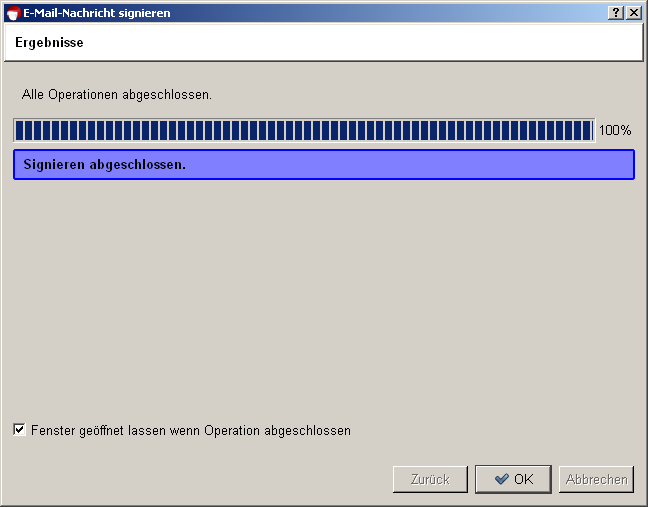 E-Mail-Nachricht signieren
Ergebnisse
Alle Operationen abgeschlossen.
100%
Signieren abgeschlossen.
Fenster geöffnet lassen wenn Operation abgeschlossen
Zurück OK Abbrechen